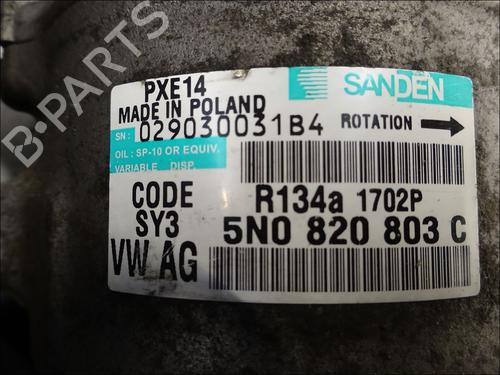 B-PARTS
PXE14
SANDEN
MADE IN POLAND
SN: 029030031B4 ROTATION
OIL: SP-10 OR EQUIV.
VARIABLE DISP.
CODE
SY3
R134a 1702P
5N0 820 803 C
VW AG